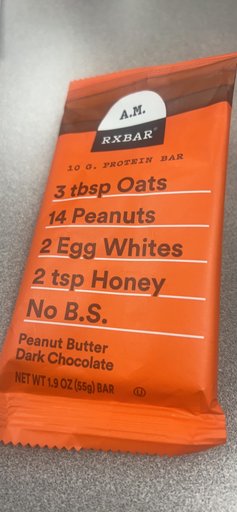 A.M.
RXBAR®
10 G. PROTEIN BAR
3 tbsp Oats
14 Peanuts
2 Egg Whites
2 tsp Honey
No B.S.
Peanut Butter
Dark Chocolate
NET WT 1.9 OZ (55g) BAR